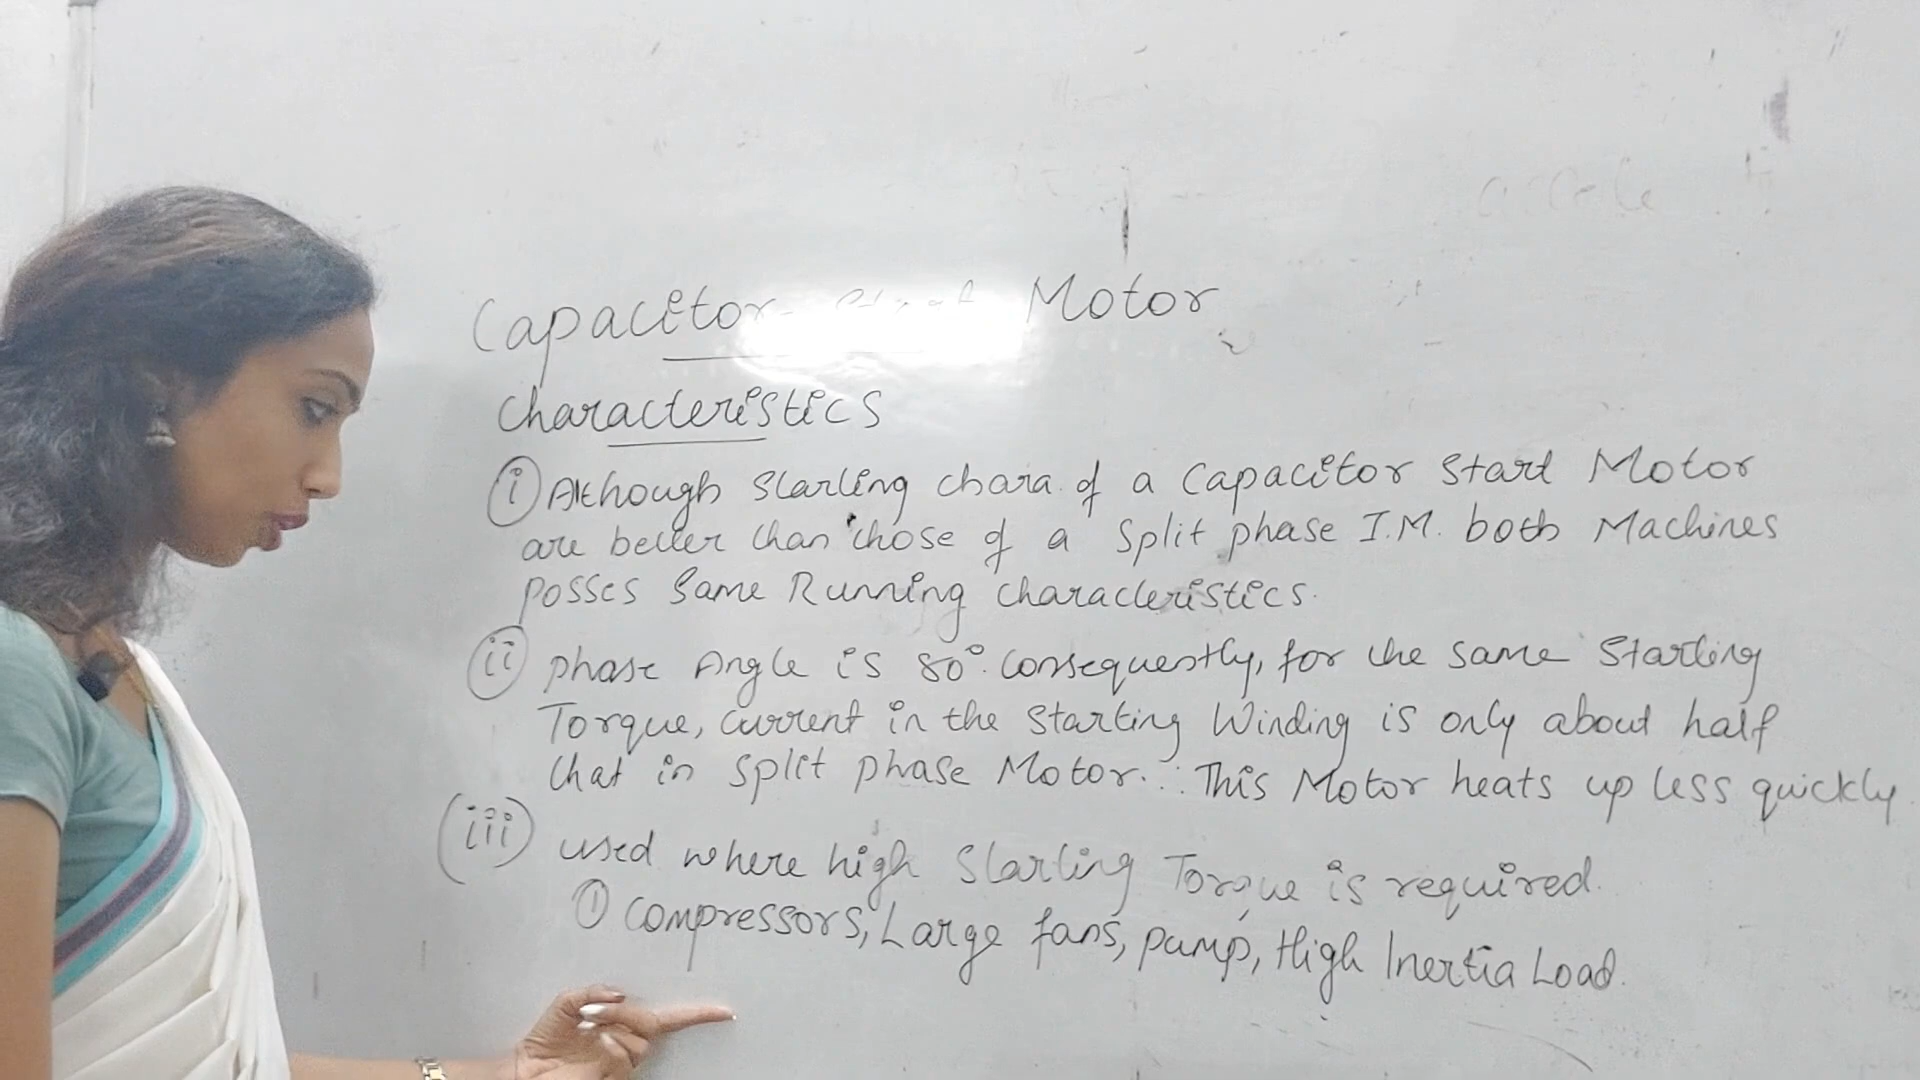 Capacitor Start Motor
Characteristics
(i) Although Starting chara. of a Capacitor Start Motor
are better than those of a Split phase I.M. both Machines
Posses Same Running Characteristics.
(ii) Phase Angle is 80°. Consequently, for the same Starting
Torque, Current in the Starting Winding is only about half
that in Split phase Motor. ∴ This Motor heats up less quickly.
(iii) used where high Starting Torque is required.
① Compressors, Large fans, pump, High Inertia Load.